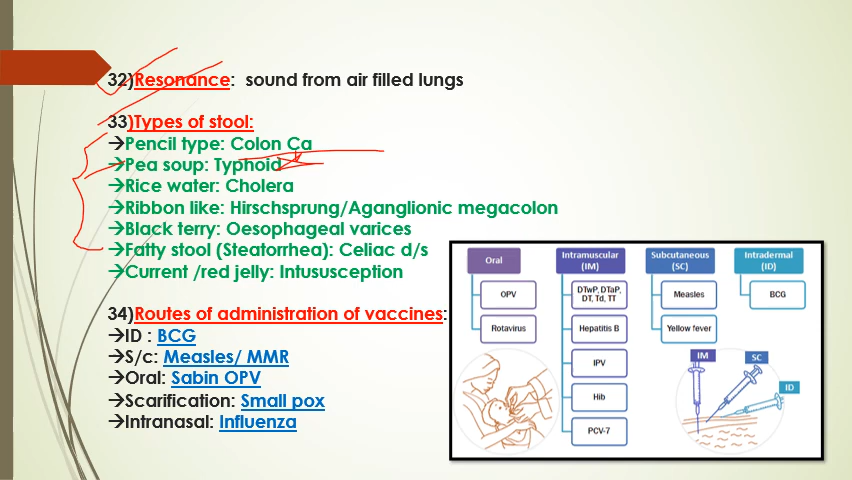 32)Resonance:  sound from air filled lungs
33)Types of stool:
→Pencil type: Colon Ca
→Pea soup: Typhoid
→Rice water: Cholera
→Ribbon like: Hirschsprung/Aganglionic megacolon
→Black terry: Oesophageal varices
→Fatty stool (Steatorrhea): Celiac d/s
→Current /red jelly: Intususception
34)Routes of administration of vaccines:
→ID : BCG
→S/c: Measles/ MMR
→Oral: Sabin OPV
→Scarification: Small pox
→Intranasal: Influenza
Oral
OPV
Rotavirus
Intramuscular
(IM)
DTwP, DTaP,
DT, Td, TT
Hepatitis B
IPV
Hib
PCV-7
Subcutaneous
(SC)
Measles
Yellow fever
Intradermal
(ID)
BCG
IM
SC
ID